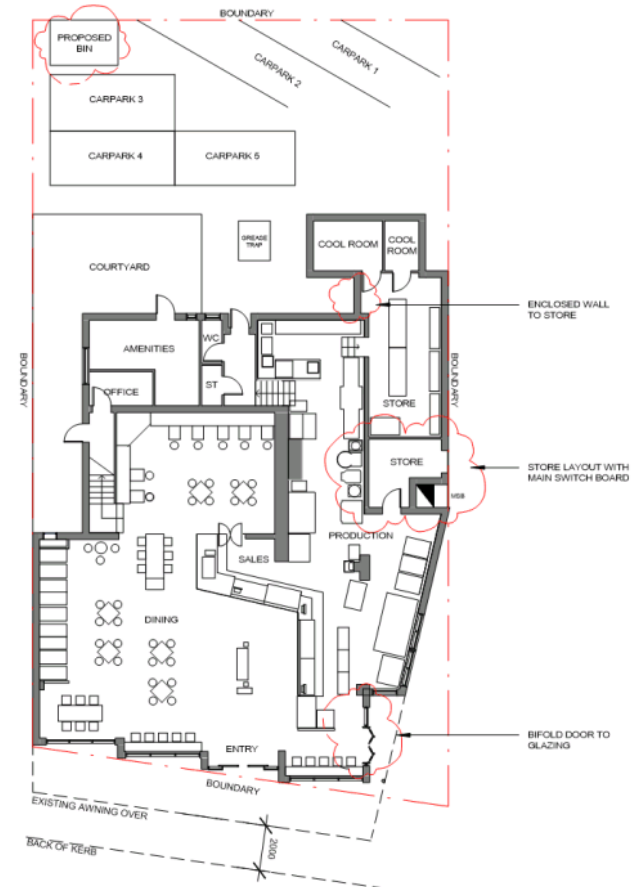 BOUNDARY
PROPOSED
BIN
CARPARK 1
CARPARK 2
CARPARK 3
CARPARK 4
CARPARK 5
GREASE
TRAP
COOL ROOM
COOL
ROOM
COURTYARD
ENCLOSED WALL
TO STORE
WC
AMENITIES
BOUNDARY
BOUNDARY
OFFICE
ST
STORE
STORE
STORE LAYOUT WITH
MAIN SWITCH BOARD
MSB
PRODUCTION
SALES
DINING
BIFOLD DOOR TO
GLAZING
ENTRY
BOUNDARY
EXISTING AWNING OVER
2000
BACK OF KERB